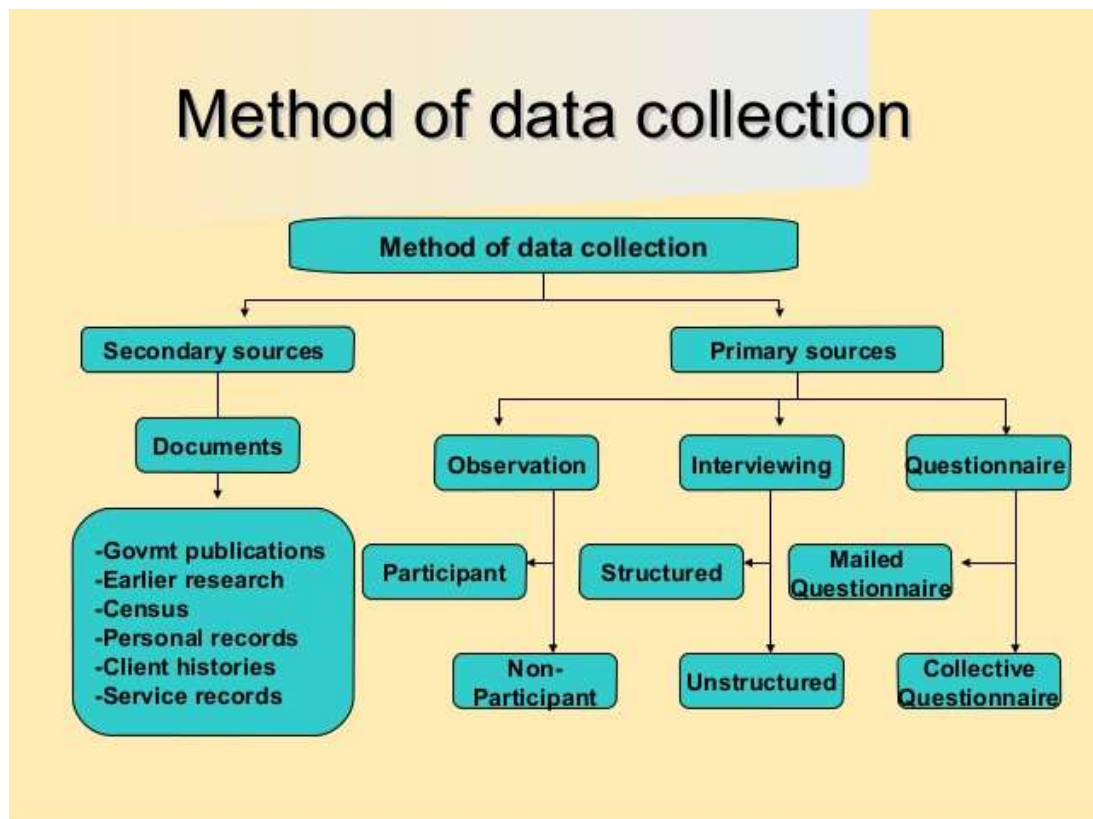 Method of data collection
Method of data collection
Secondary sources
Primary sources
Documents
Observation
Interviewing
Questionnaire
-Govmt publications
-Earlier research
-Census
-Personal records
-Client histories
-Service records
Participant
Structured
Mailed
Questionnaire
Non-
Participant
Unstructured
Collective
Questionnaire